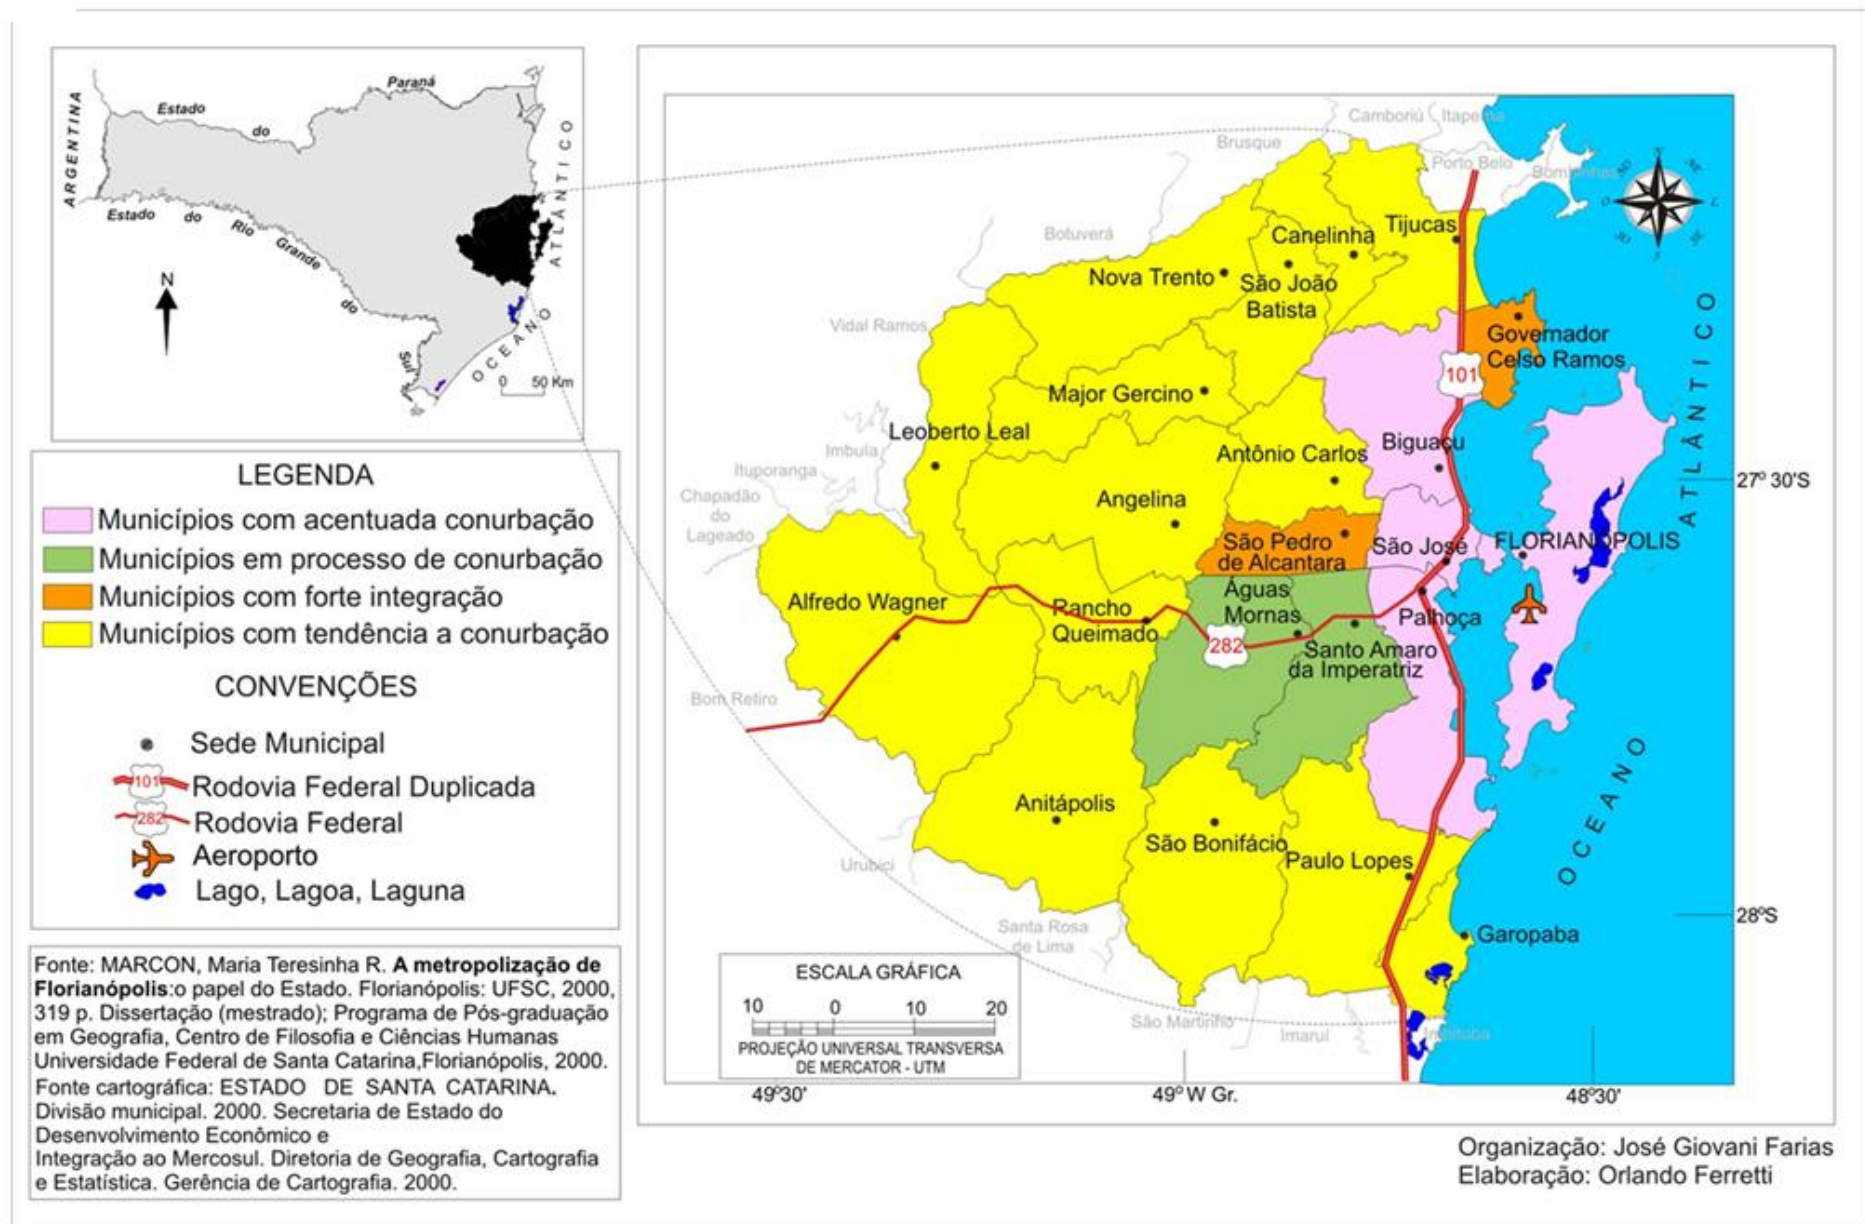 ARGENTINA
Estado
do
Paraná
Estado
do
Rio
Grande
do
Sul
OCEANO
ATLÂNTICO
N
0 50 Km
LEGENDA
Municípios com acentuada conurbação
Municípios em processo de conurbação
Municípios com forte integração
Municípios com tendência a conurbação
CONVENÇÕES
Sede Municipal
101
Rodovia Federal Duplicada
282
Rodovia Federal
Aeroporto
Lago, Lagoa, Laguna
Fonte: MARCON, Maria Teresinha R. A metropolização de
Florianópolis:o papel do Estado. Florianópolis: UFSC, 2000,
319 p. Dissertação (mestrado); Programa de Pós-graduação
em Geografia, Centro de Filosofia e Ciências Humanas
Universidade Federal de Santa Catarina,Florianópolis, 2000.
Fonte cartográfica: ESTADO DE SANTA CATARINA.
Divisão municipal. 2000. Secretaria de Estado do
Desenvolvimento Econômico e
Integração ao Mercosul. Diretoria de Geografia, Cartografia
e Estatística. Gerência de Cartografia. 2000.
Camboriú
Itapema
Brusque
Porto Belo
Bombinhas
N
NE
L
SE
S
SO
O
NO
Botuverá
Canelinha
Tijucas
Nova Trento
São João
Batista
Vidal Ramos
Governador
Celso Ramos
101
Major Gercino
Leoberto Leal
Biguaçu
Imbuia
Antônio Carlos
Ituporanga
Chapadão
do
Lageado
Angelina
São Pedro
de Alcantara
São José
FLORIANÓPOLIS
Águas
Mornas
Alfredo Wagner
Rancho
Queimado
Palhoça
282
Santo Amaro
da Imperatriz
Bom Retiro
Anitápolis
São Bonifácio
Paulo Lopes
Urubici
Santa Rosa
de Lima
Garopaba
São Martinho
Imaruí
Imbituba
OCEANO
ATLÂNTICO
27º 30'S
28ºS
ESCALA GRÁFICA
10 0 10 20
PROJEÇÃO UNIVERSAL TRANSVERSA
DE MERCATOR - UTM
49º30'
49º W Gr.
48º30'
Organização: José Giovani Farias
Elaboração: Orlando Ferretti